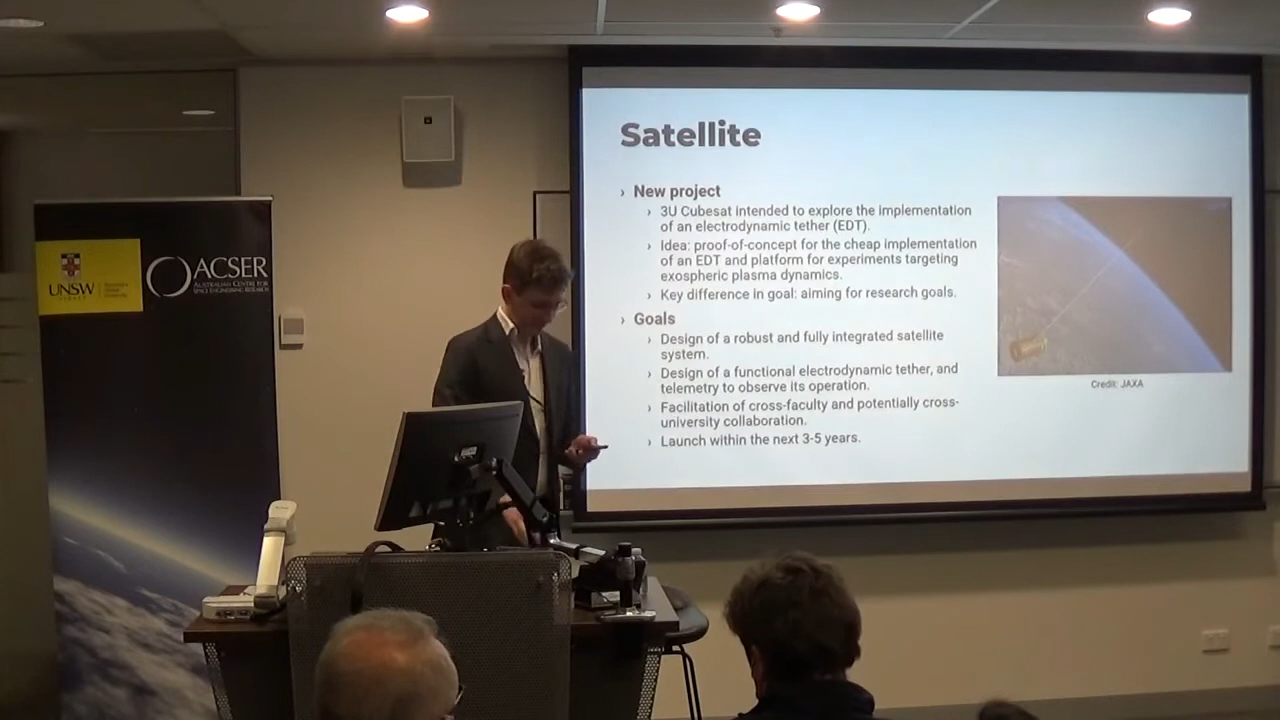 Satellite
› New project
› 3U Cubesat intended to explore the implementation
of an electrodynamic tether (EDT).
› Idea: proof-of-concept for the cheap implementation
of an EDT and platform for experiments targeting
exospheric plasma dynamics.
› Key difference in goal: aiming for research goals.
› Goals
› Design of a robust and fully integrated satellite
system.
› Design of a functional electrodynamic tether, and
telemetry to observe its operation.
› Facilitation of cross-faculty and potentially cross-
university collaboration.
› Launch within the next 3-5 years.
Credit: JAXA
UNSW
SYDNEY
ACSER
AUSTRALIAN CENTRE FOR
SPACE ENGINEERING RESEARCH